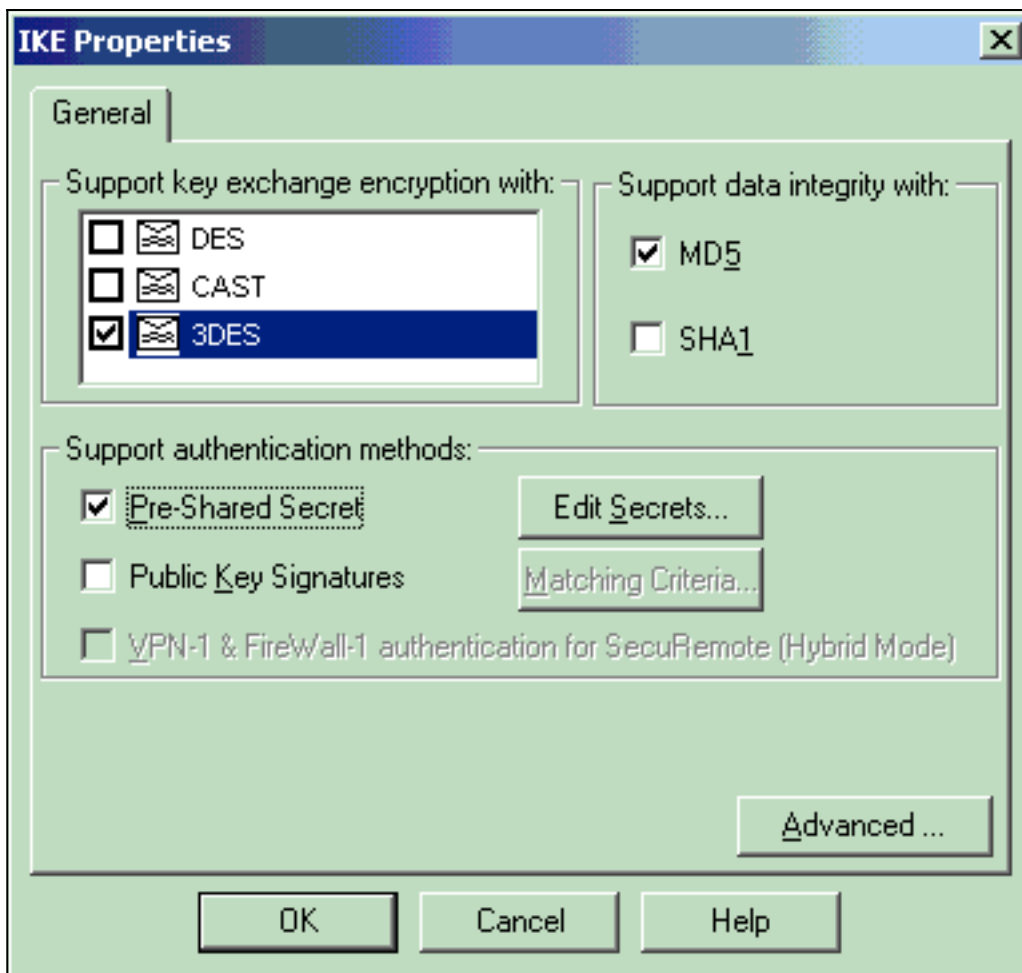 IKE Properties
General
Support key exchange encryption with:
DES
CAST
3DES
Support data integrity with:
MD5
SHA1
Support authentication methods:
Pre-Shared Secret
Edit Secrets...
Public Key Signatures
Matching Criteria...
VPN-1 & FireWall-1 authentication for SecuRemote (Hybrid Mode)
Advanced ...
OK
Cancel
Help